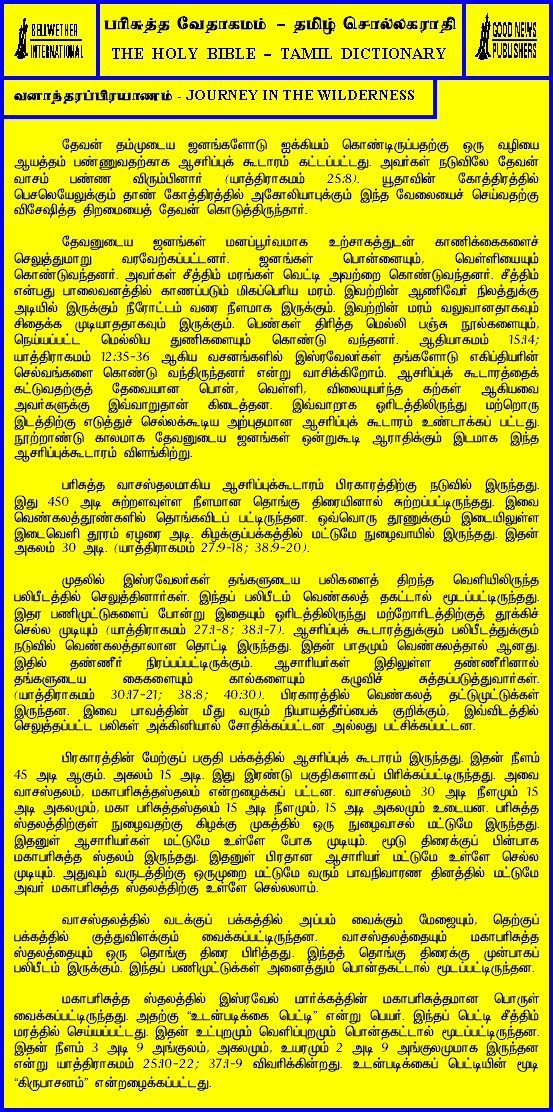 BELLWETHER
INTERNATIONAL
பரிசுத்த வேதாகமம் – தமிழ் சொல்லகராதி
THE HOLY BIBLE – TAMIL DICTIONARY
GOOD NEWS
PUBLISHERS
வனாந்தரப்பிரயாணம் - JOURNEY IN THE WILDERNESS
தேவன் தம்முடைய ஜனங்களோடு ஐக்கியம் கொண்டிருப்பதற்கு ஒரு வழியை
ஆயத்தம் பண்ணுவதற்காக ஆசரிப்புக் கூடாரம் கட்டப்பட்டது. அவர்கள் நடுவிலே தேவன்
வாசம் பண்ண விரும்பினார் (யாத்திராகமம் 25:8). யூதாவின் கோத்திரத்தில்
பெசலெயேலுக்கும் தாண் கோத்திரத்தில் அகோலியாபுக்கும் இந்த வேலையைச் செய்வதற்கு
விசேஷித்த திறமையைத் தேவன் கொடுத்திருந்தார்.
தேவனுடைய ஜனங்கள் மனப்பூர்வமாக உற்சாகத்துடன் காணிக்கைகளைச்
செலுத்துமாறு வரவேற்கப்பட்டனர். ஜனங்கள் பொன்னையும், வெள்ளியையும்
கொண்டுவந்தனர். அவர்கள் சீத்திம் மரங்கள் வெட்டி அவற்றை கொண்டுவந்தனர். சீத்திம்
என்பது பாலைவனத்தில் காணப்படும் மிகப்பெரிய மரம். இவற்றின் ஆணிவேர் நிலத்துக்கு
அடியில் இருக்கும் நீரோட்டம் வரை நீளமாக இருக்கும். இவற்றின் மரம் வலுவானதாகவும்
சிதைக்க முடியாததாகவும் இருக்கும். பெண்கள் திரித்த மெல்லி பஞ்சு நூல்களையும்,
நெய்யப்பட்ட மெல்லிய துணிகளையும் கொண்டு வந்தனர். ஆதியாகமம் 15:14;
யாத்திராகமம் 12:35-36 ஆகிய வசனங்களில் இஸ்ரவேலர்கள் தங்களோடு எகிப்தியரின்
செல்வங்களை கொண்டு வந்திருந்தனர் என்று வாசிக்கிறோம். ஆசரிப்புக் கூடாரத்தைக்
கட்டுவதற்குத் தேவையான பொன், வெள்ளி, விலையுயர்ந்த கற்கள் ஆகியவை
அவர்களுக்கு இவ்வாறுதான் கிடைத்தன. இவ்வாறாக ஓரிடத்திலிருந்து மற்றொரு
இடத்திற்கு எடுத்துச் செல்லக்கூடிய அற்புதமான ஆசரிப்புக் கூடாரம் உண்டாக்கப் பட்டது.
நூற்றாண்டு காலமாக தேவனுடைய ஜனங்கள் ஒன்றுகூடி ஆராதிக்கும் இடமாக இந்த
ஆசரிப்புக்கூடாரம் விளங்கிற்று.
பரிசுத்த வாசஸ்தலமாகிய ஆசரிப்புக்கூடாரம் பிரகாரத்திற்கு நடுவில் இருந்தது.
இது 450 அடி சுற்றளவுள்ள நீளமான தொங்கு திரையினால் சுற்றப்பட்டிருந்தது. இவை
வெண்கலத்தூண்களில் தொங்கவிடப் பட்டிருந்தன. ஒவ்வொரு தூணுக்கும் இடையிலுள்ள
இடைவெளி தூரம் ஏழரை அடி. கிழக்குப்பக்கத்தில் மட்டுமே நுழைவாயில் இருந்தது. இதன்
அகலம் 30 அடி. (யாத்திராகமம் 27:9-18; 38:9-20).
முதலில் இஸ்ரவேலர்கள் தங்களுடைய பலிகளைத் திறந்த வெளியிலிருந்த
பலிபீடத்தில் செலுத்தினார்கள். இந்தப் பலிபீடம் வெண்கலத் தகட்டால் மூடப்பட்டிருந்தது.
இதர பணிமுட்டுகளைப் போன்று இதையும் ஓரிடத்திலிருந்து மற்றோரிடத்திற்குத் தூக்கிச்
செல்ல முடியும் (யாத்திராகமம் 27:1-8; 38:1-7). ஆசரிப்புக் கூடாரத்துக்கும் பலிபீடத்துக்கும்
நடுவில் வெண்கலத்தாலான தொட்டி இருந்தது. இதன் பாதமும் வெண்கலத்தால் ஆனது.
இதில் தண்ணீர் நிரப்பப்பட்டிருக்கும். ஆசாரியர்கள் இதிலுள்ள தண்ணீரினால்
தங்களுடைய கைகளையும் கால்களையும் கழுவிச் சுத்தப்படுத்துவார்கள்.
(யாத்திராகமம் 30:17-21; 38:8; 40:30). பிரகாரத்தில் வெண்கலத் தட்டுமுட்டுக்கள்
இருந்தன. இவை பாவத்தின் மீது வரும் நியாயத்தீர்ப்பைக் குறிக்கும், இவ்விடத்தில்
செலுத்தப்பட்ட பலிகள் அக்கினியால் சோதிக்கப்பட்டன அல்லது பட்சிக்கப்பட்டன.
பிரகாரத்தின் மேற்குப் பகுதி பக்கத்தில் ஆசரிப்புக் கூடாரம் இருந்தது. இதன் நீளம்
45 அடி ஆகும். அகலம் 15 அடி. இது இரண்டு பகுதிகளாகப் பிரிக்கப்பட்டிருந்தது. அவை
வாசஸ்தலம், மகாபரிசுத்தஸ்தலம் என்றழைக்கப் பட்டன. வாசஸ்தலம் 30 அடி நீளமும் 15
அடி அகலமும், மகா பரிசுத்தஸ்தலம் 15 அடி நீளமும், 15 அடி அகலமும் உடையன. பரிசுத்த
ஸ்தலத்திற்குள் நுழைவதற்கு கிழக்கு முகத்தில் ஒரு நுழைவாசல் மட்டுமே இருந்தது.
இதனுள் ஆசாரியர்கள் மட்டுமே உள்ளே போக முடியும். மூடு திரைக்குப் பின்பாக
மகாபரிசுத்த ஸ்தலம் இருந்தது. இதனுள் பிரதான ஆசாரியர் மட்டுமே உள்ளே செல்ல
முடியும். அதுவும் வருடத்திற்கு ஒருமுறை மட்டுமே வரும் பாவநிவாரண தினத்தில் மட்டுமே
அவர் மகாபரிசுத்த ஸ்தலத்திற்கு உள்ளே செல்லலாம்.
வாசஸ்தலத்தில் வடக்குப் பக்கத்தில் அப்பம் வைக்கும் மேஜையும், தெற்குப்
பக்கத்தில் குத்துவிளக்கும் வைக்கப்பட்டிருந்தன. வாசஸ்தலத்தையும் மகாபரிசுத்த
ஸ்தலத்தையும் ஒரு தொங்கு திரை பிரித்தது. இந்தத் தொங்கு திரைக்கு முன்பாகப்
பலிபீடம் இருக்கும். இந்தப் பணிமுட்டுக்கள் அனைத்தும் பொன்தகட்டால் மூடப்பட்டிருந்தன.
மகாபரிசுத்த ஸ்தலத்தில் இஸ்ரவேல் மார்க்கத்தின் மகாபரிசுத்தமான பொருள்
வைக்கப்பட்டிருந்தது. அதற்கு “உடன்படிக்கை பெட்டி” என்று பெயர். இந்தப் பெட்டி சீத்திம்
மரத்தில் செய்யப்பட்டது. இதன் உட்புறமும் வெளிப்புறமும் பொன்தகட்டால் மூடப்பட்டிருந்தன.
இதன் நீளம் 3 அடி 9 அங்குலம், அகலமும், உயரமும் 2 அடி 9 அங்குலமுமாக இருந்தன
என்று யாத்திராகமம் 25:10-22; 37:1-9 விவரிக்கின்றது. உடன்படிக்கைப் பெட்டியின் மூடி
“கிருபாசனம்” என்றழைக்கப்பட்டது.